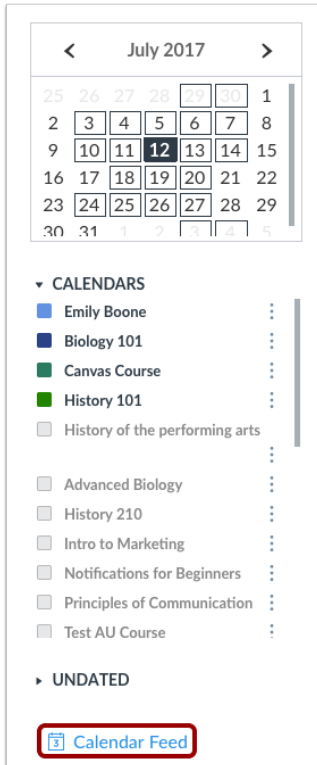 July 2017
25 26 27 28 29 30 1
2 3 4 5 6 7 8
9 10 11 12 13 14 15
16 17 18 19 20 21 22
23 24 25 26 27 28 29
30 31 1 2 3 4 5
CALENDARS
Emily Boone
Biology 101
Canvas Course
History 101
History of the performing arts
Advanced Biology
History 210
Intro to Marketing
Notifications for Beginners
Principles of Communication
Test AU Course
UNDATED
3 Calendar Feed